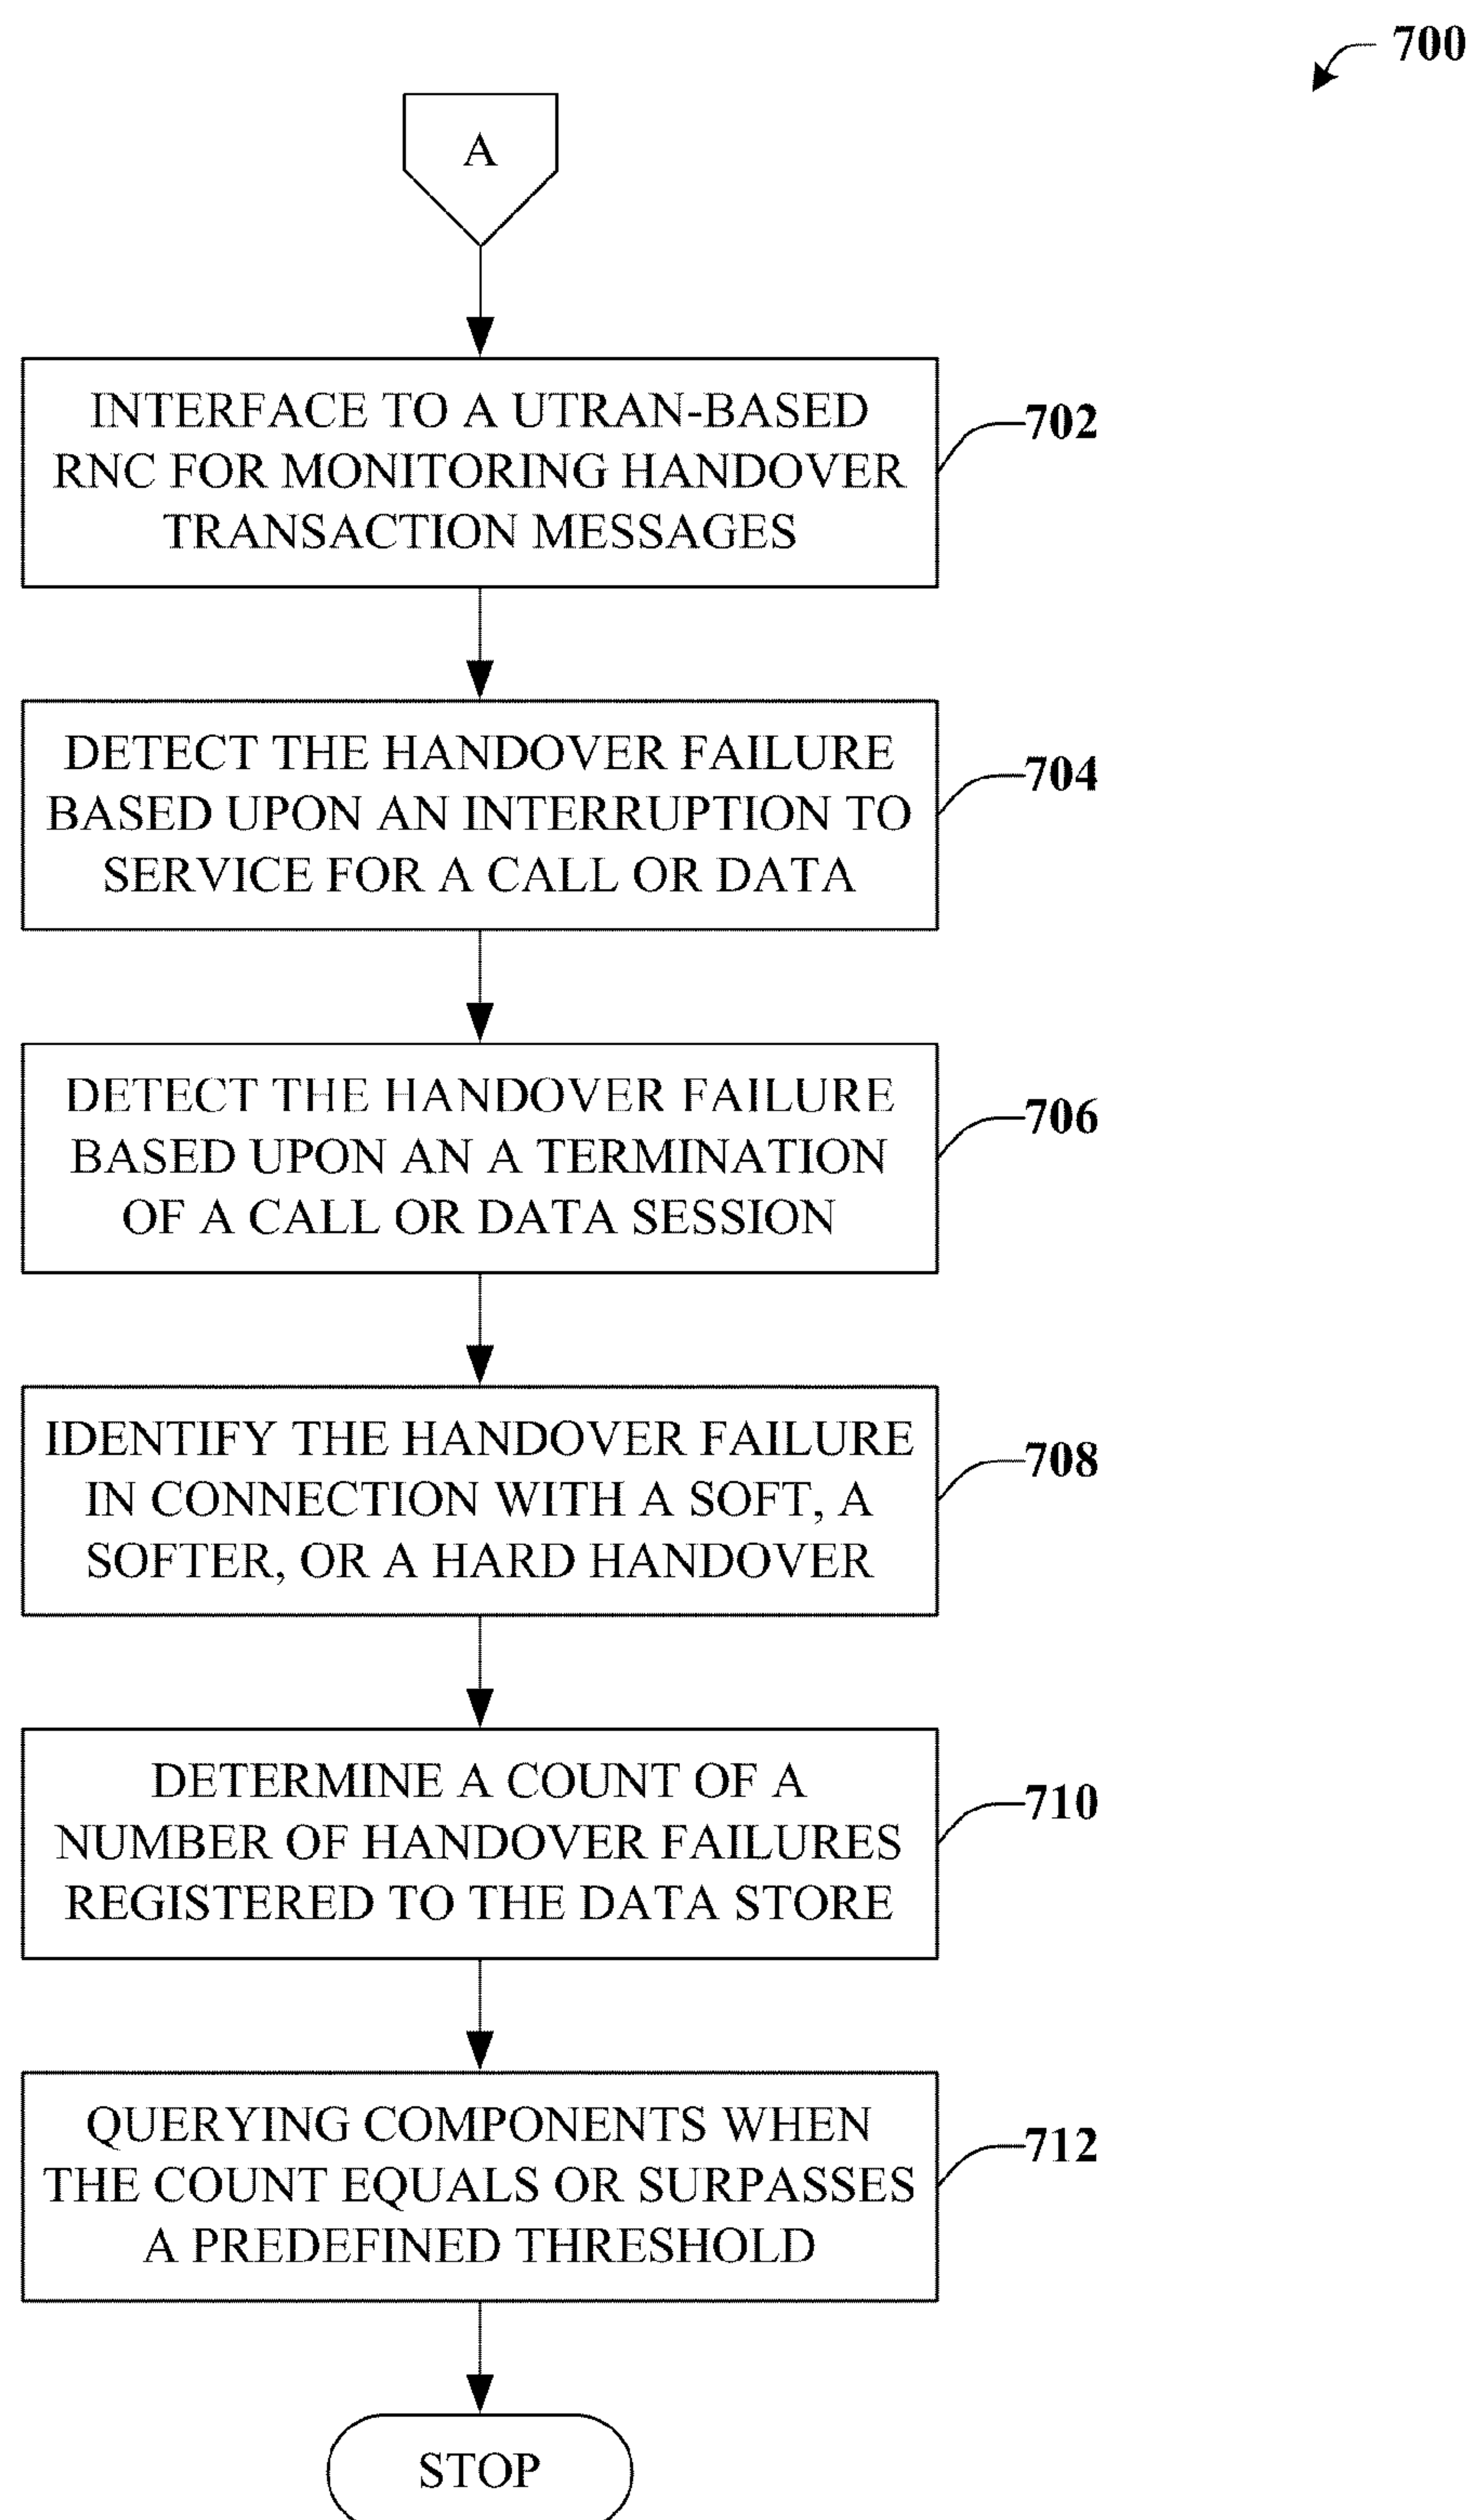 700
A
INTERFACE TO A UTRAN-BASED
RNC FOR MONITORING HANDOVER
TRANSACTION MESSAGES
702
DETECT THE HANDOVER FAILURE
BASED UPON AN INTERRUPTION TO
SERVICE FOR A CALL OR DATA
704
DETECT THE HANDOVER FAILURE
BASED UPON AN A TERMINATION
OF A CALL OR DATA SESSION
706
IDENTIFY THE HANDOVER FAILURE
IN CONNECTION WITH A SOFT, A
SOFTER, OR A HARD HANDOVER
708
DETERMINE A COUNT OF A
NUMBER OF HANDOVER FAILURES
REGISTERED TO THE DATA STORE
710
QUERYING COMPONENTS WHEN
THE COUNT EQUALS OR SURPASSES
A PREDEFINED THRESHOLD
712
STOP